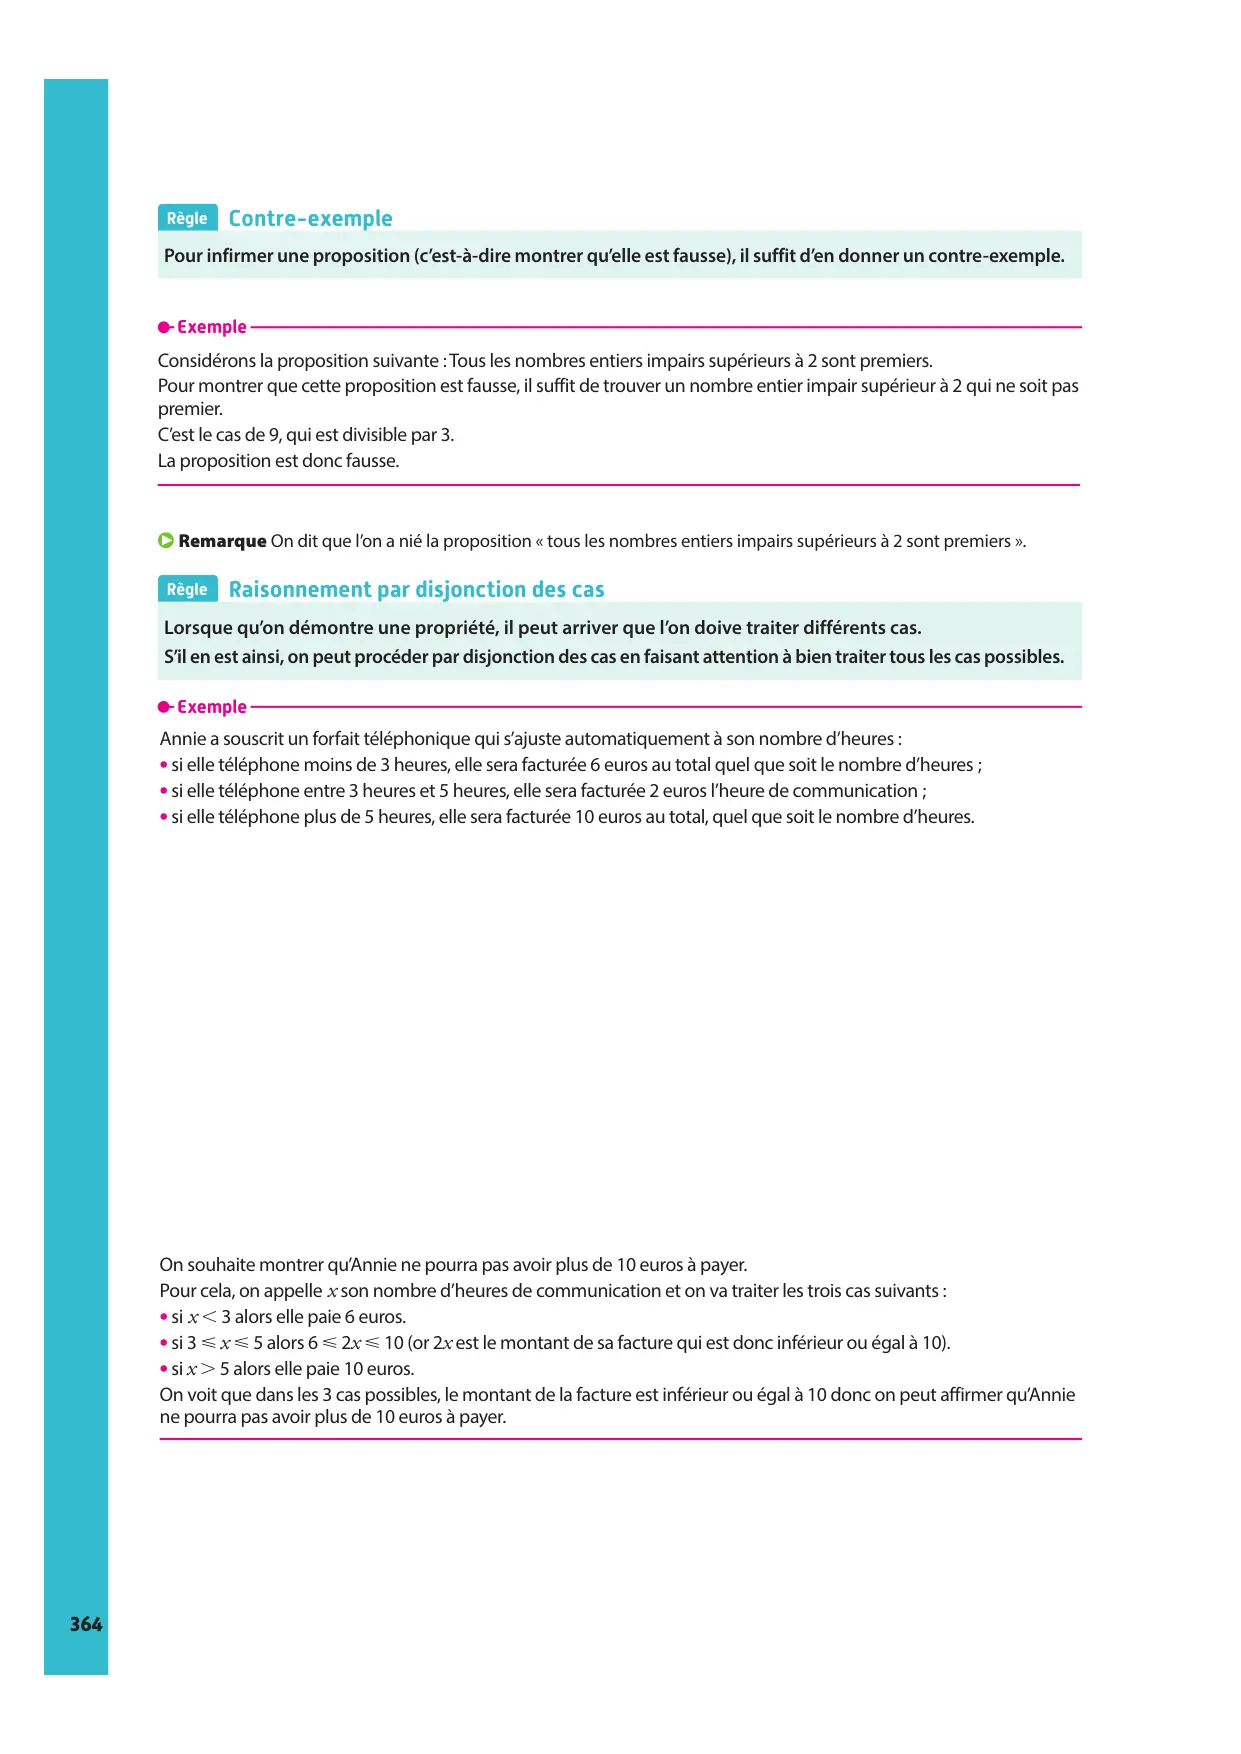 Règle Contre-exemple
Pour infirmer une proposition (c’est-à-dire montrer qu’elle est fausse), il suffit d’en donner un contre-exemple.
Exemple
Considérons la proposition suivante : Tous les nombres entiers impairs supérieurs à 2 sont premiers.
Pour montrer que cette proposition est fausse, il suffit de trouver un nombre entier impair supérieur à 2 qui ne soit pas
premier.
C’est le cas de 9, qui est divisible par 3.
La proposition est donc fausse.
Remarque On dit que l’on a nié la proposition « tous les nombres entiers impairs supérieurs à 2 sont premiers ».
Règle Raisonnement par disjonction des cas
Lorsque qu’on démontre une propriété, il peut arriver que l’on doive traiter différents cas.
S’il en est ainsi, on peut procéder par disjonction des cas en faisant attention à bien traiter tous les cas possibles.
Exemple
Annie a souscrit un forfait téléphonique qui s’ajuste automatiquement à son nombre d’heures :
• si elle téléphone moins de 3 heures, elle sera facturée 6 euros au total quel que soit le nombre d’heures ;
• si elle téléphone entre 3 heures et 5 heures, elle sera facturée 2 euros l’heure de communication ;
• si elle téléphone plus de 5 heures, elle sera facturée 10 euros au total, quel que soit le nombre d’heures.
On souhaite montrer qu’Annie ne pourra pas avoir plus de 10 euros à payer.
Pour cela, on appelle x son nombre d’heures de communication et on va traiter les trois cas suivants :
• si x < 3 alors elle paie 6 euros.
• si 3 ⩽ x ⩽ 5 alors 6 ⩽ 2x ⩽ 10 (or 2x est le montant de sa facture qui est donc inférieur ou égal à 10).
• si x > 5 alors elle paie 10 euros.
On voit que dans les 3 cas possibles, le montant de la facture est inférieur ou égal à 10 donc on peut affirmer qu’Annie
ne pourra pas avoir plus de 10 euros à payer.
364